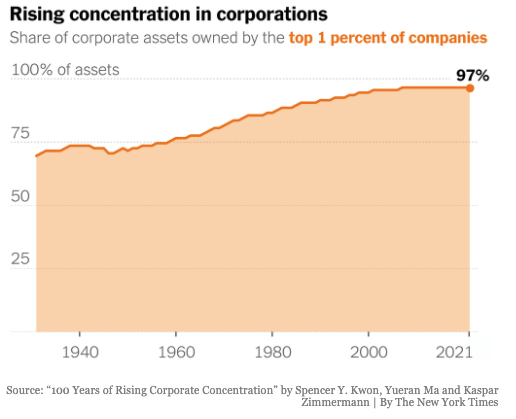 Rising concentration in corporations
Share of corporate assets owned by the top 1 percent of companies
100% of assets
97%
75
50
25
1940 1960 1980 2000 2021
Source: “100 Years of Rising Corporate Concentration” by Spencer Y. Kwon, Yueran Ma and Kaspar
Zimmermann | By The New York Times